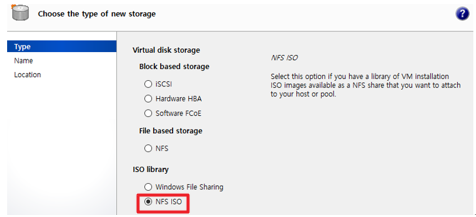 Choose the type of new storage
?
Type
Name
Location
Virtual disk storage
Block based storage
iSCSI
Hardware HBA
Software FCoE
File based storage
NFS
ISO library
Windows File Sharing
NFS ISO
NFS ISO
Select this option if you have a library of VM installation
ISO images available as a NFS share that you want to attach
to your host or pool.